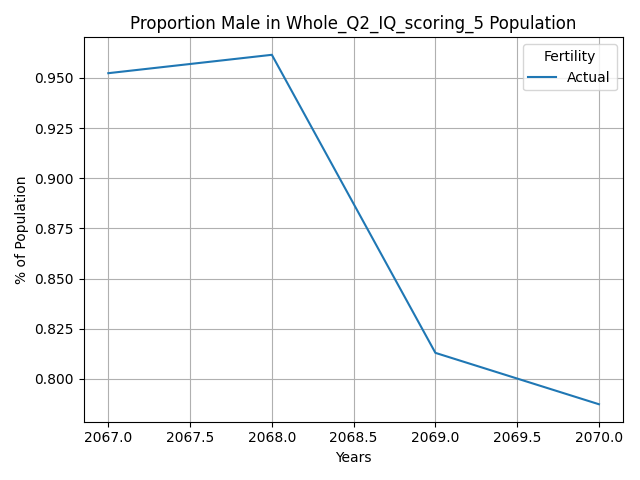 Proportion Male in Whole_Q2_IQ_scoring_5 Population
Fertility
Actual
% of Population
0.950
0.925
0.900
0.875
0.850
0.825
0.800
2067.0 2067.5 2068.0 2068.5 2069.0 2069.5 2070.0
Years